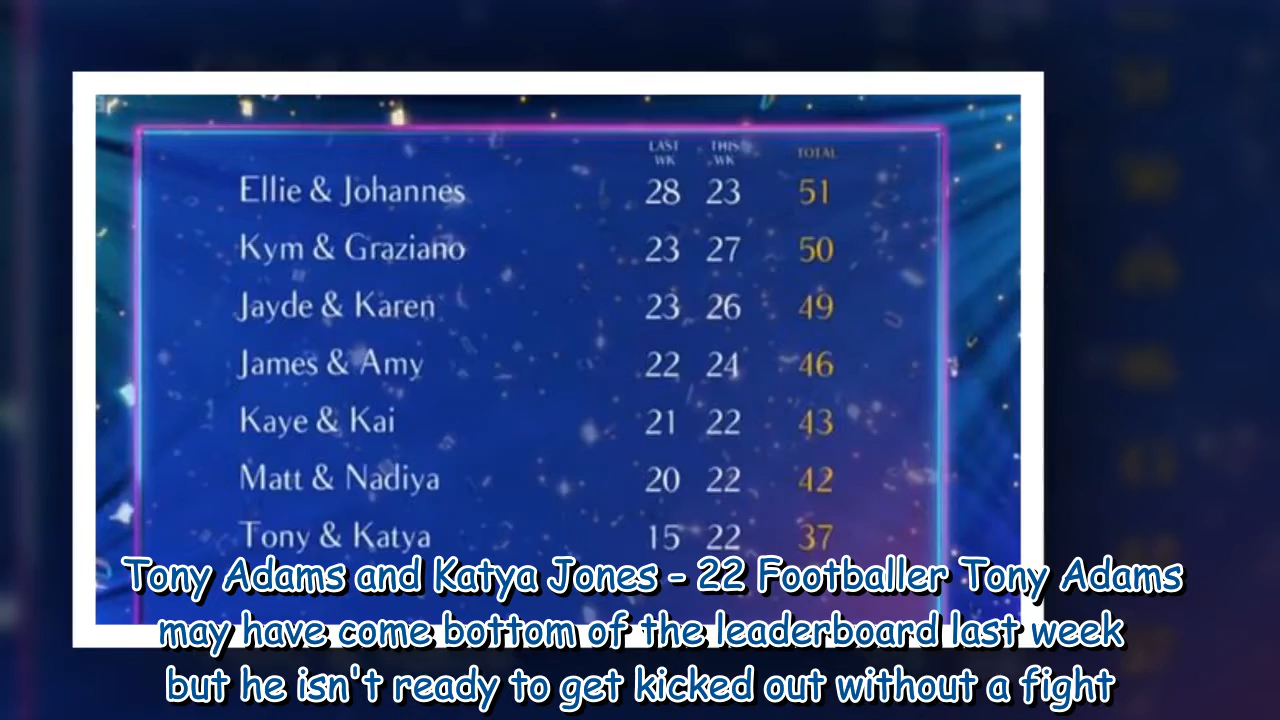 LAST WK THIS WK TOTAL
Ellie & Johannes 28 23 51
Kym & Graziano 23 27 50
Jayde & Karen 23 26 49
James & Amy 22 24 46
Kaye & Kai 21 22 43
Matt & Nadiya 20 22 42
Tony & Katya 15 22 37
Tony Adams and Katya Jones - 22 Footballer Tony Adams
may have come bottom of the leaderboard last week
but he isn't ready to get kicked out without a fight